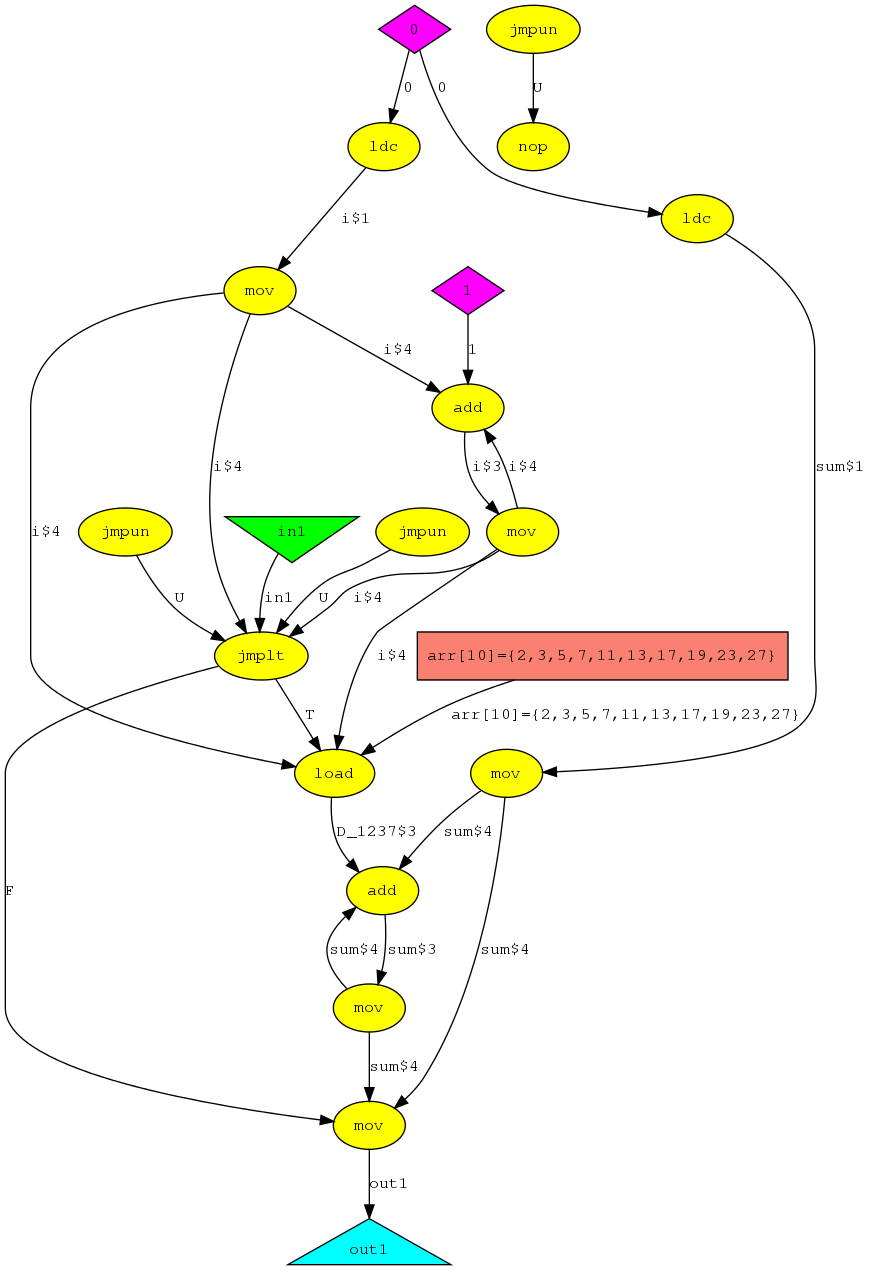 0
jmpun
0
0
U
ldc
nop
ldc
i$1
mov
1
i$4
1
add
i$4
i$3
i$4
sum$1
i$4
jmpun
in1
jmpun
mov
U
in1
U
i$4
jmplt
i$4
arr[10]={2,3,5,7,11,13,17,19,23,27}
T
arr[10]={2,3,5,7,11,13,17,19,23,27}
load
mov
D_1237$3
sum$4
F
add
sum$4
sum$3
sum$4
mov
sum$4
mov
out1
out1